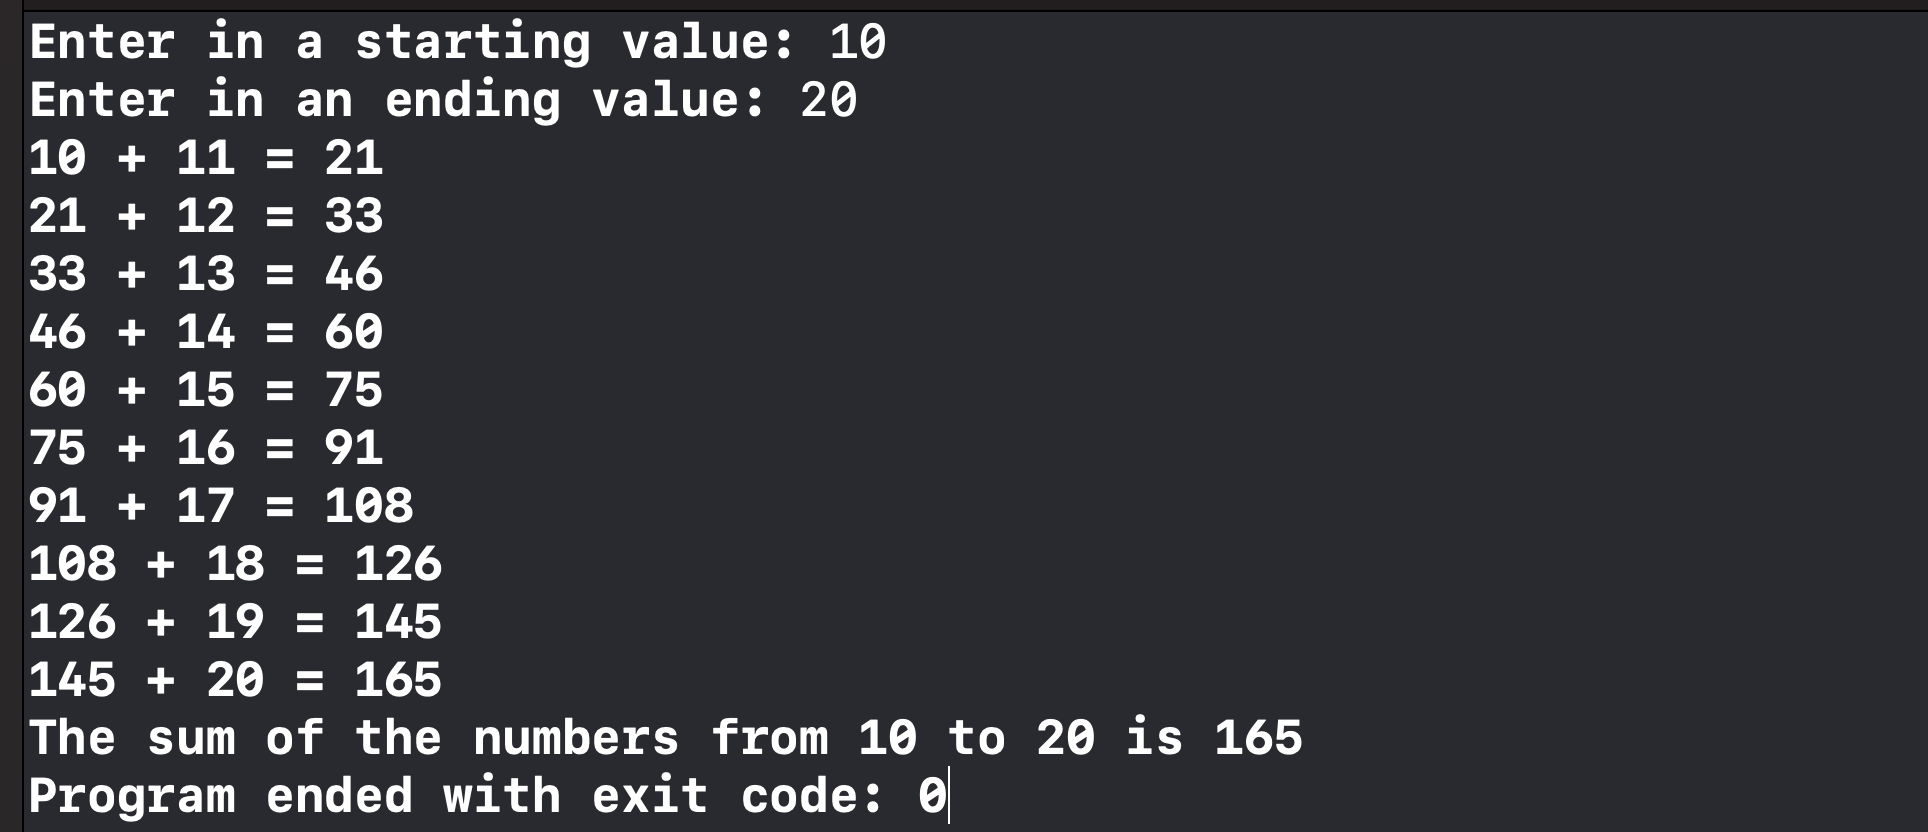 Enter in a starting value: 10
Enter in an ending value: 20
10 + 11 = 21
21 + 12 = 33
33 + 13 = 46
46 + 14 = 60
60 + 15 = 75
75 + 16 = 91
91 + 17 = 108
108 + 18 = 126
126 + 19 = 145
145 + 20 = 165
The sum of the numbers from 10 to 20 is 165
Program ended with exit code: 0